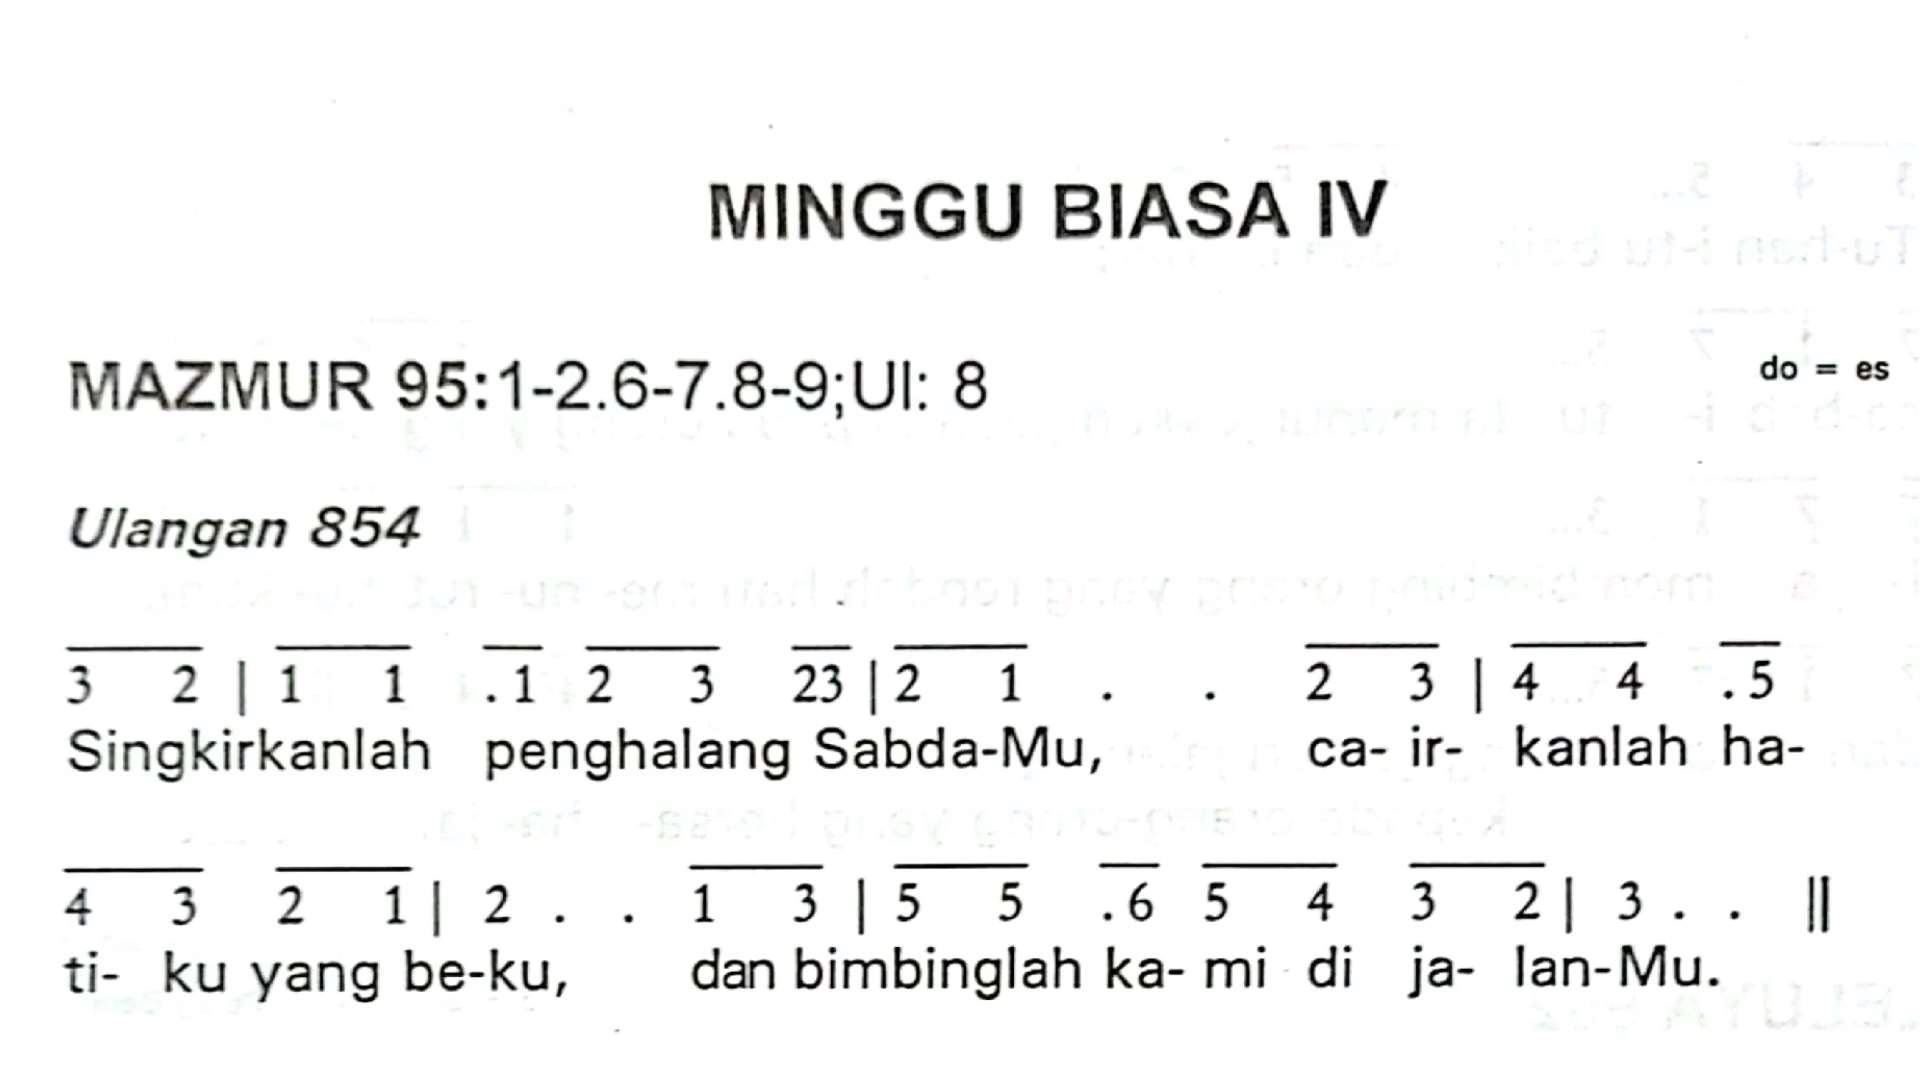 MINGGU BIASA IV
MAZMUR 95:1-2.6-7.8-9;Ul: 8
do = es
Ulangan 854
3 2 | 1 1 .1 2 3 23 | 2 1 . . 2 3 | 4 4 .5
Singkirkanlah penghalang Sabda-Mu, ca- ir- kanlah ha-
4 3 2 1 | 2 . . 1 3 | 5 5 .6 5 4 3 2 | 3 . . ||
ti- ku yang be-ku, dan bimbinglah ka- mi di ja- lan-Mu.